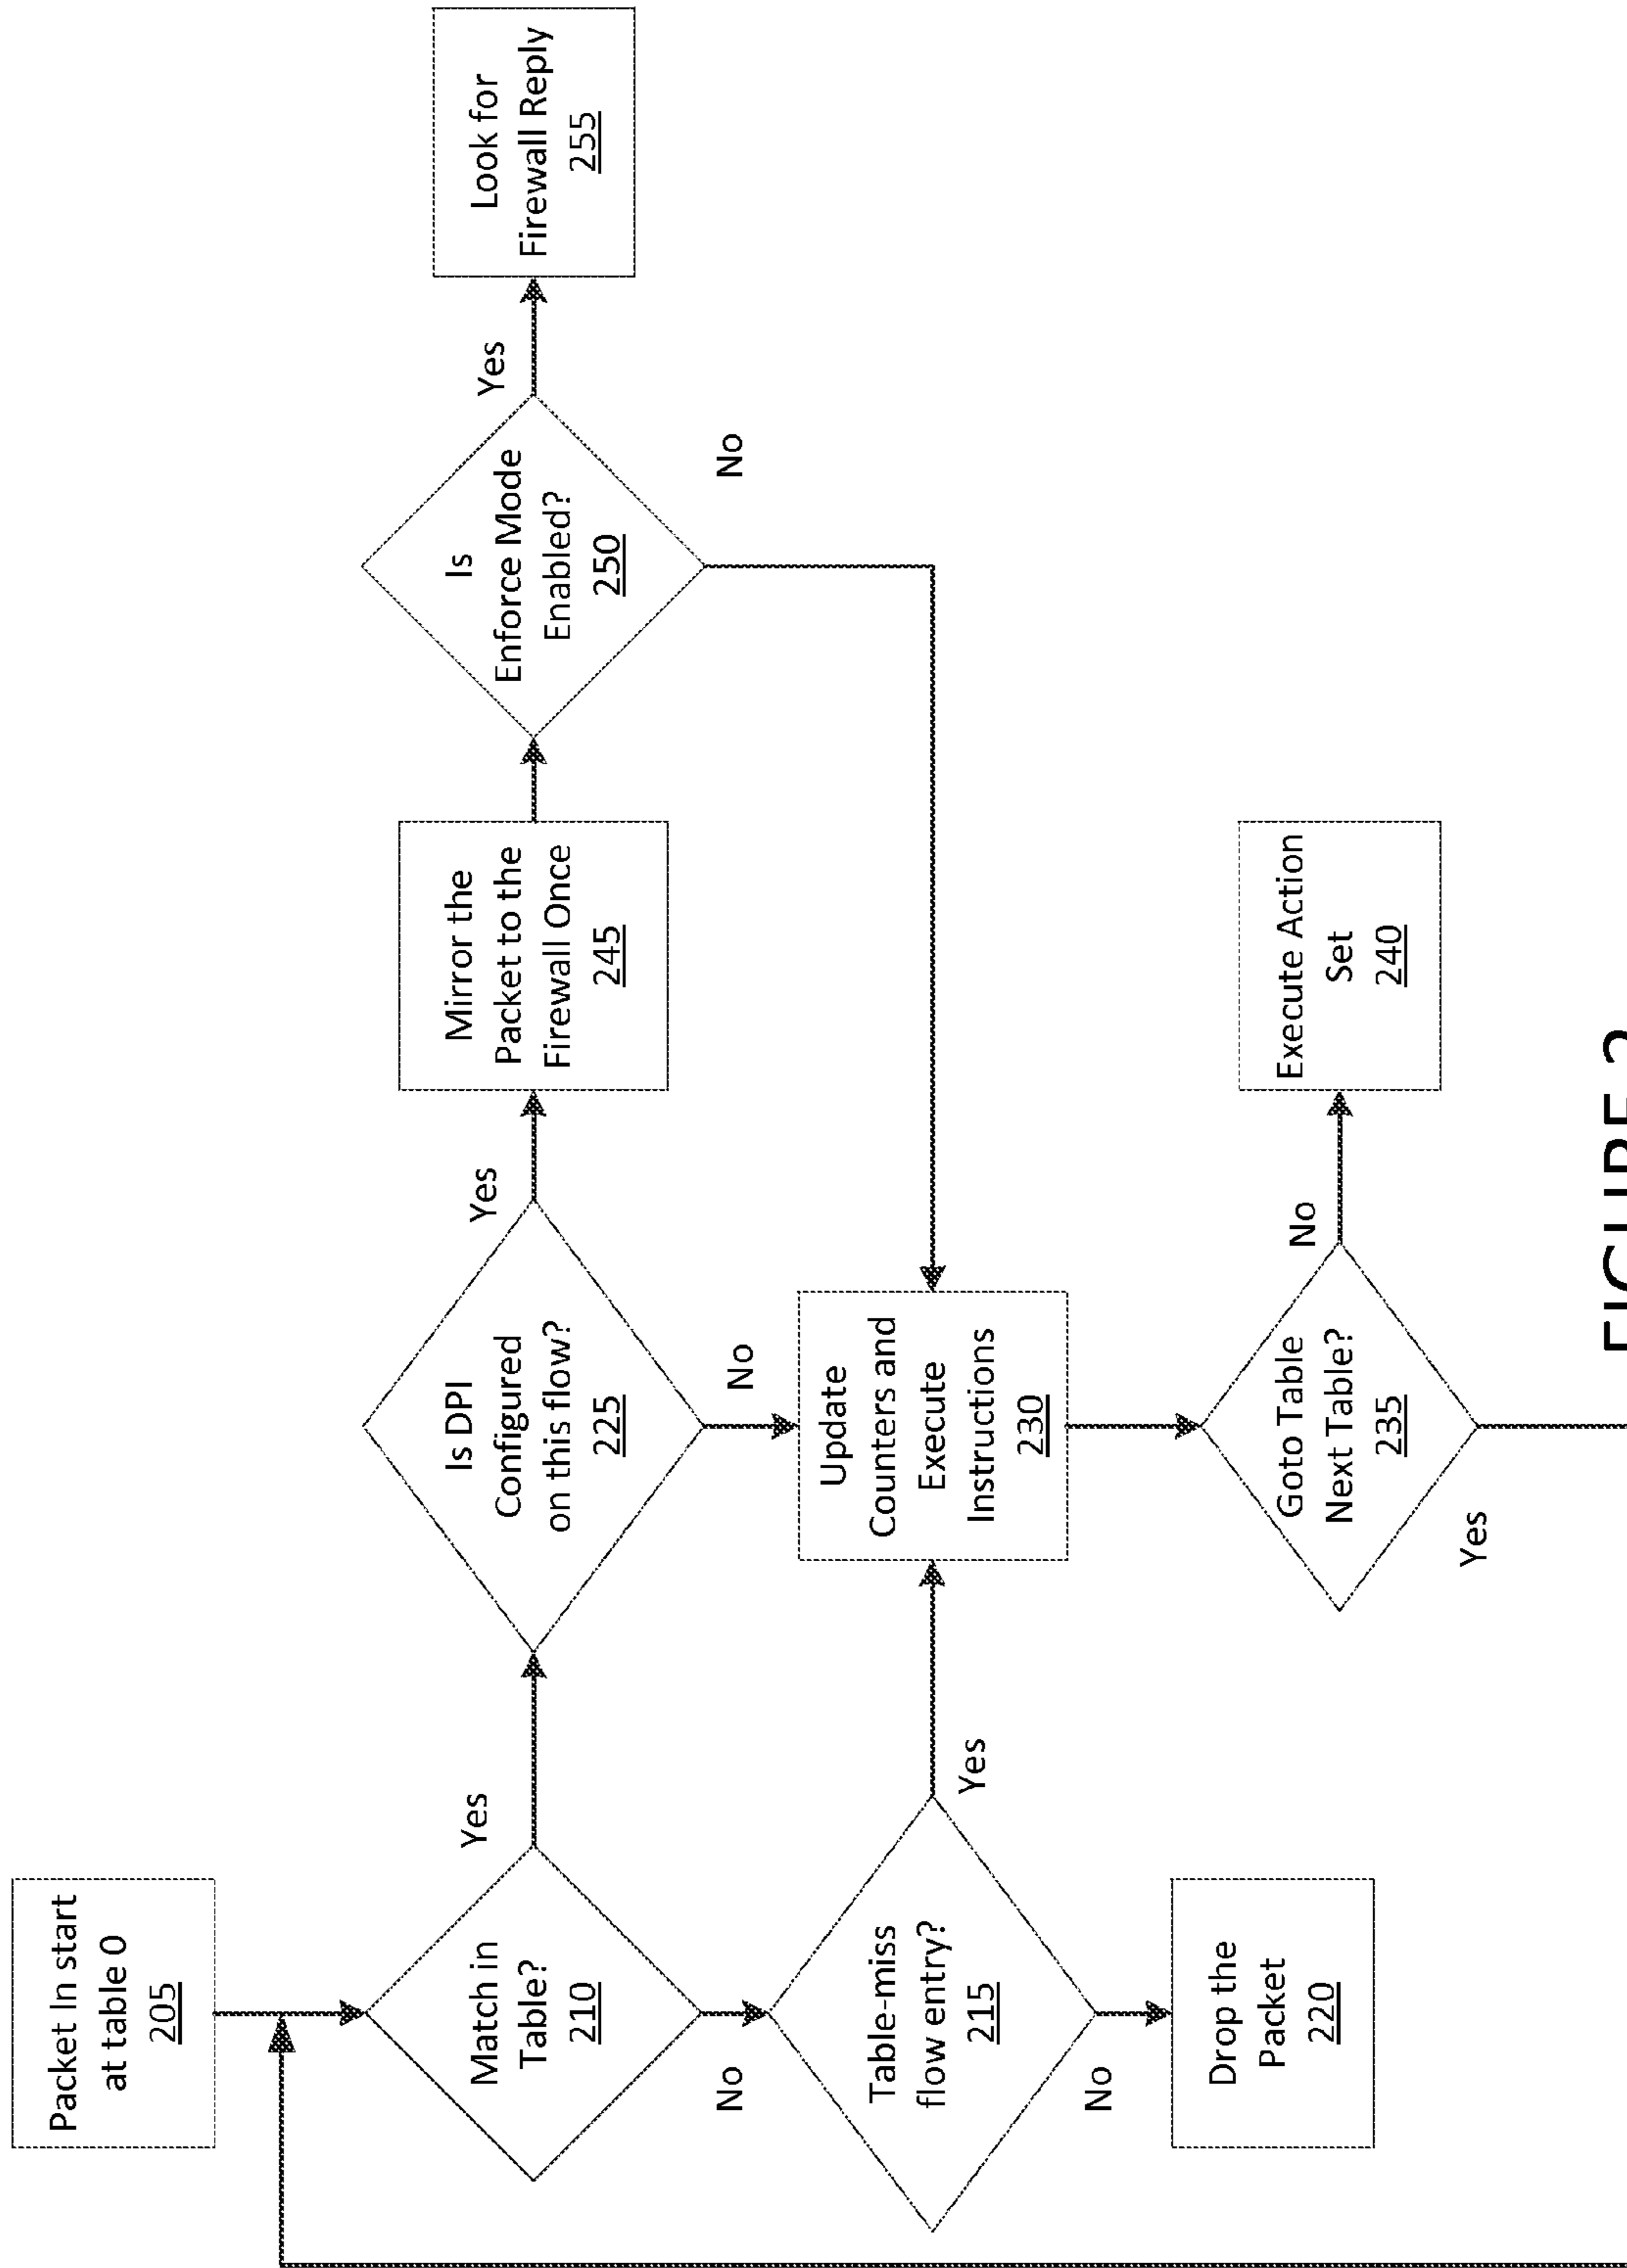 Packet In start
at table 0
205
Match in
Table?
210
Yes
No
Table-miss
flow entry?
215
Yes
No
Drop the
Packet
220
Is DPI
Configured
on this flow?
225
Yes
No
Update
Counters and
Execute
Instructions
230
Goto Table
Next Table?
235
Yes
No
Execute Action
Set
240
Mirror the
Packet to the
Firewall Once
245
Is
Enforce Mode
Enabled?
250
Yes
No
Look for
Firewall Reply
255
FIGURE 2